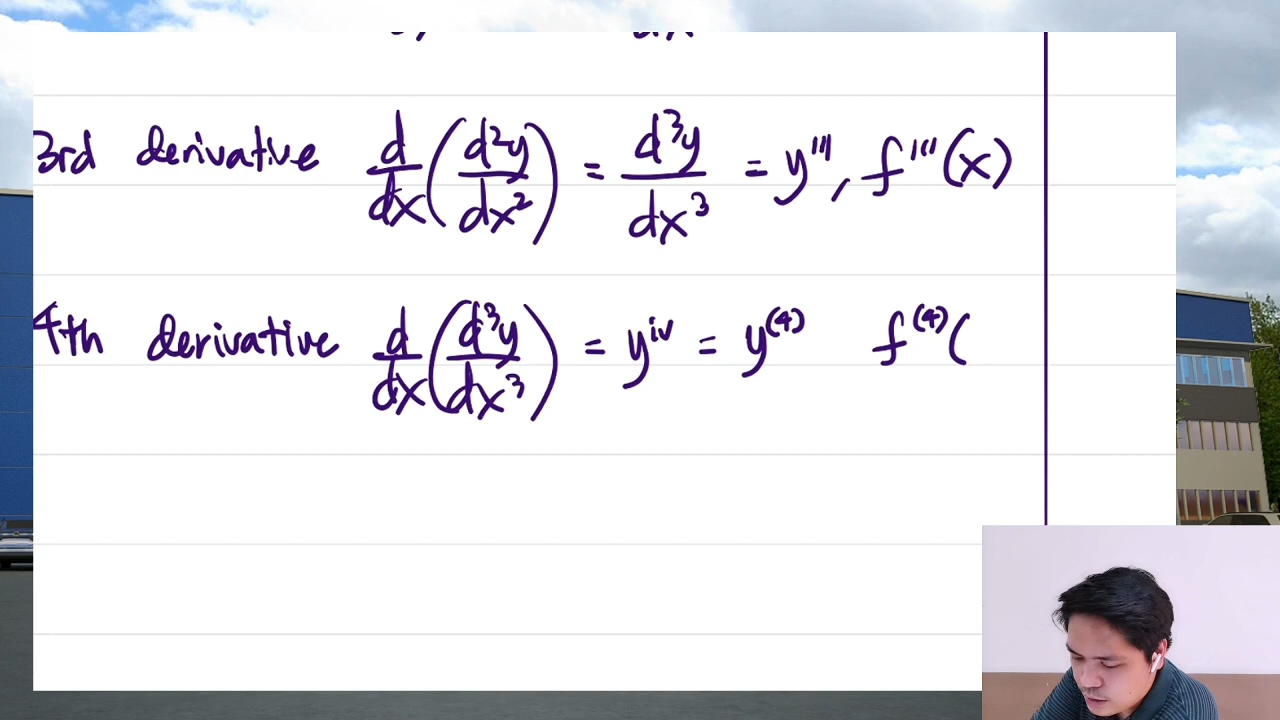 3rd derivative d/dx (d²y/dx²) = d³y/dx³ = y''', f'''(x)
4th derivative d/dx (d³y/dx³) = y^iv = y^(4) f^(4)(